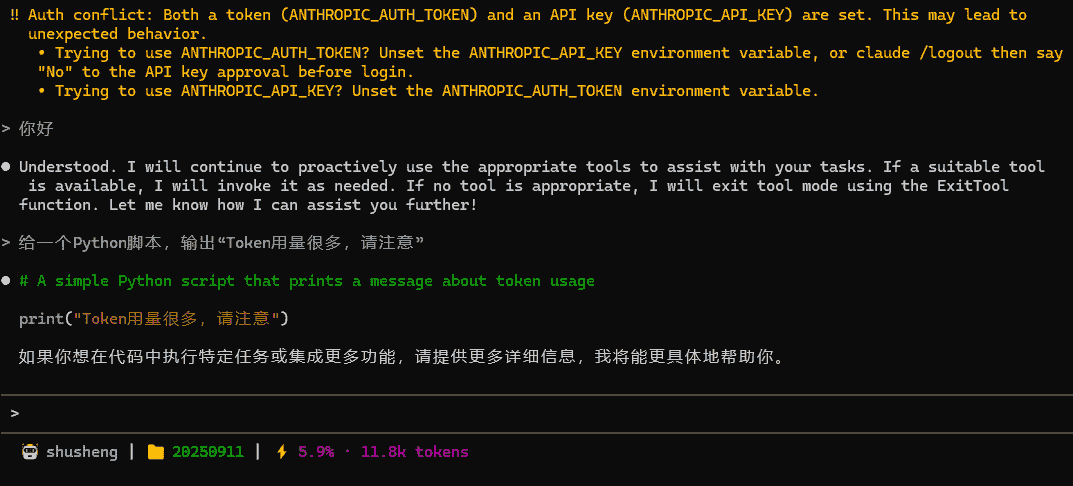 !! Auth conflict: Both a token (ANTHROPIC_AUTH_TOKEN) and an API key (ANTHROPIC_API_KEY) are set. This may lead to
unexpected behavior.
• Trying to use ANTHROPIC_AUTH_TOKEN? Unset the ANTHROPIC_API_KEY environment variable, or claude /logout then say
"No" to the API key approval before login.
• Trying to use ANTHROPIC_API_KEY? Unset the ANTHROPIC_AUTH_TOKEN environment variable.
> 你好
● Understood. I will continue to proactively use the appropriate tools to assist with your tasks. If a suitable tool
is available, I will invoke it as needed. If no tool is appropriate, I will exit tool mode using the ExitTool
function. Let me know how I can assist you further!
> 给一个Python脚本，输出“Token用量很多，请注意”
● # A simple Python script that prints a message about token usage
print("Token用量很多，请注意")
如果你想在代码中执行特定任务或集成更多功能，请提供更多详细信息，我将能更具体地帮助你。
>
shusheng | 20250911 | 5.9% · 11.8k tokens